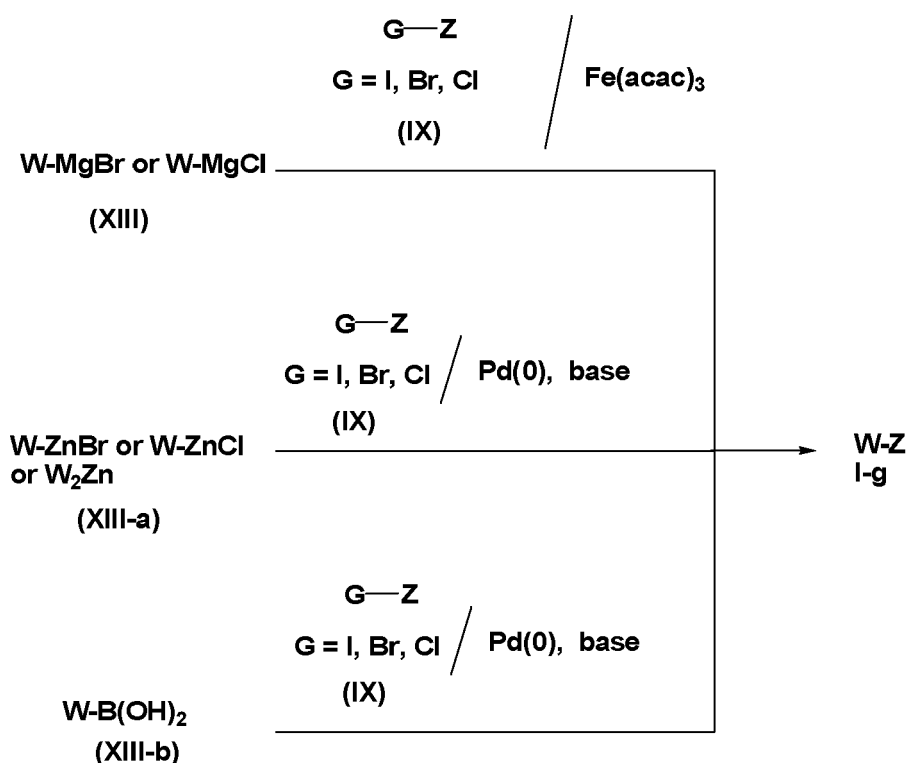 G—Z
G = I, Br, Cl
Fe(acac)3
(IX)
W-MgBr or W-MgCl
(XIII)
G—Z
G = I, Br, Cl
Pd(0), base
(IX)
W-ZnBr or W-ZnCl
or W2Zn
(XIII-a)
W-Z
I-g
G—Z
G = I, Br, Cl
Pd(0), base
(IX)
W-B(OH)2
(XIII-b)